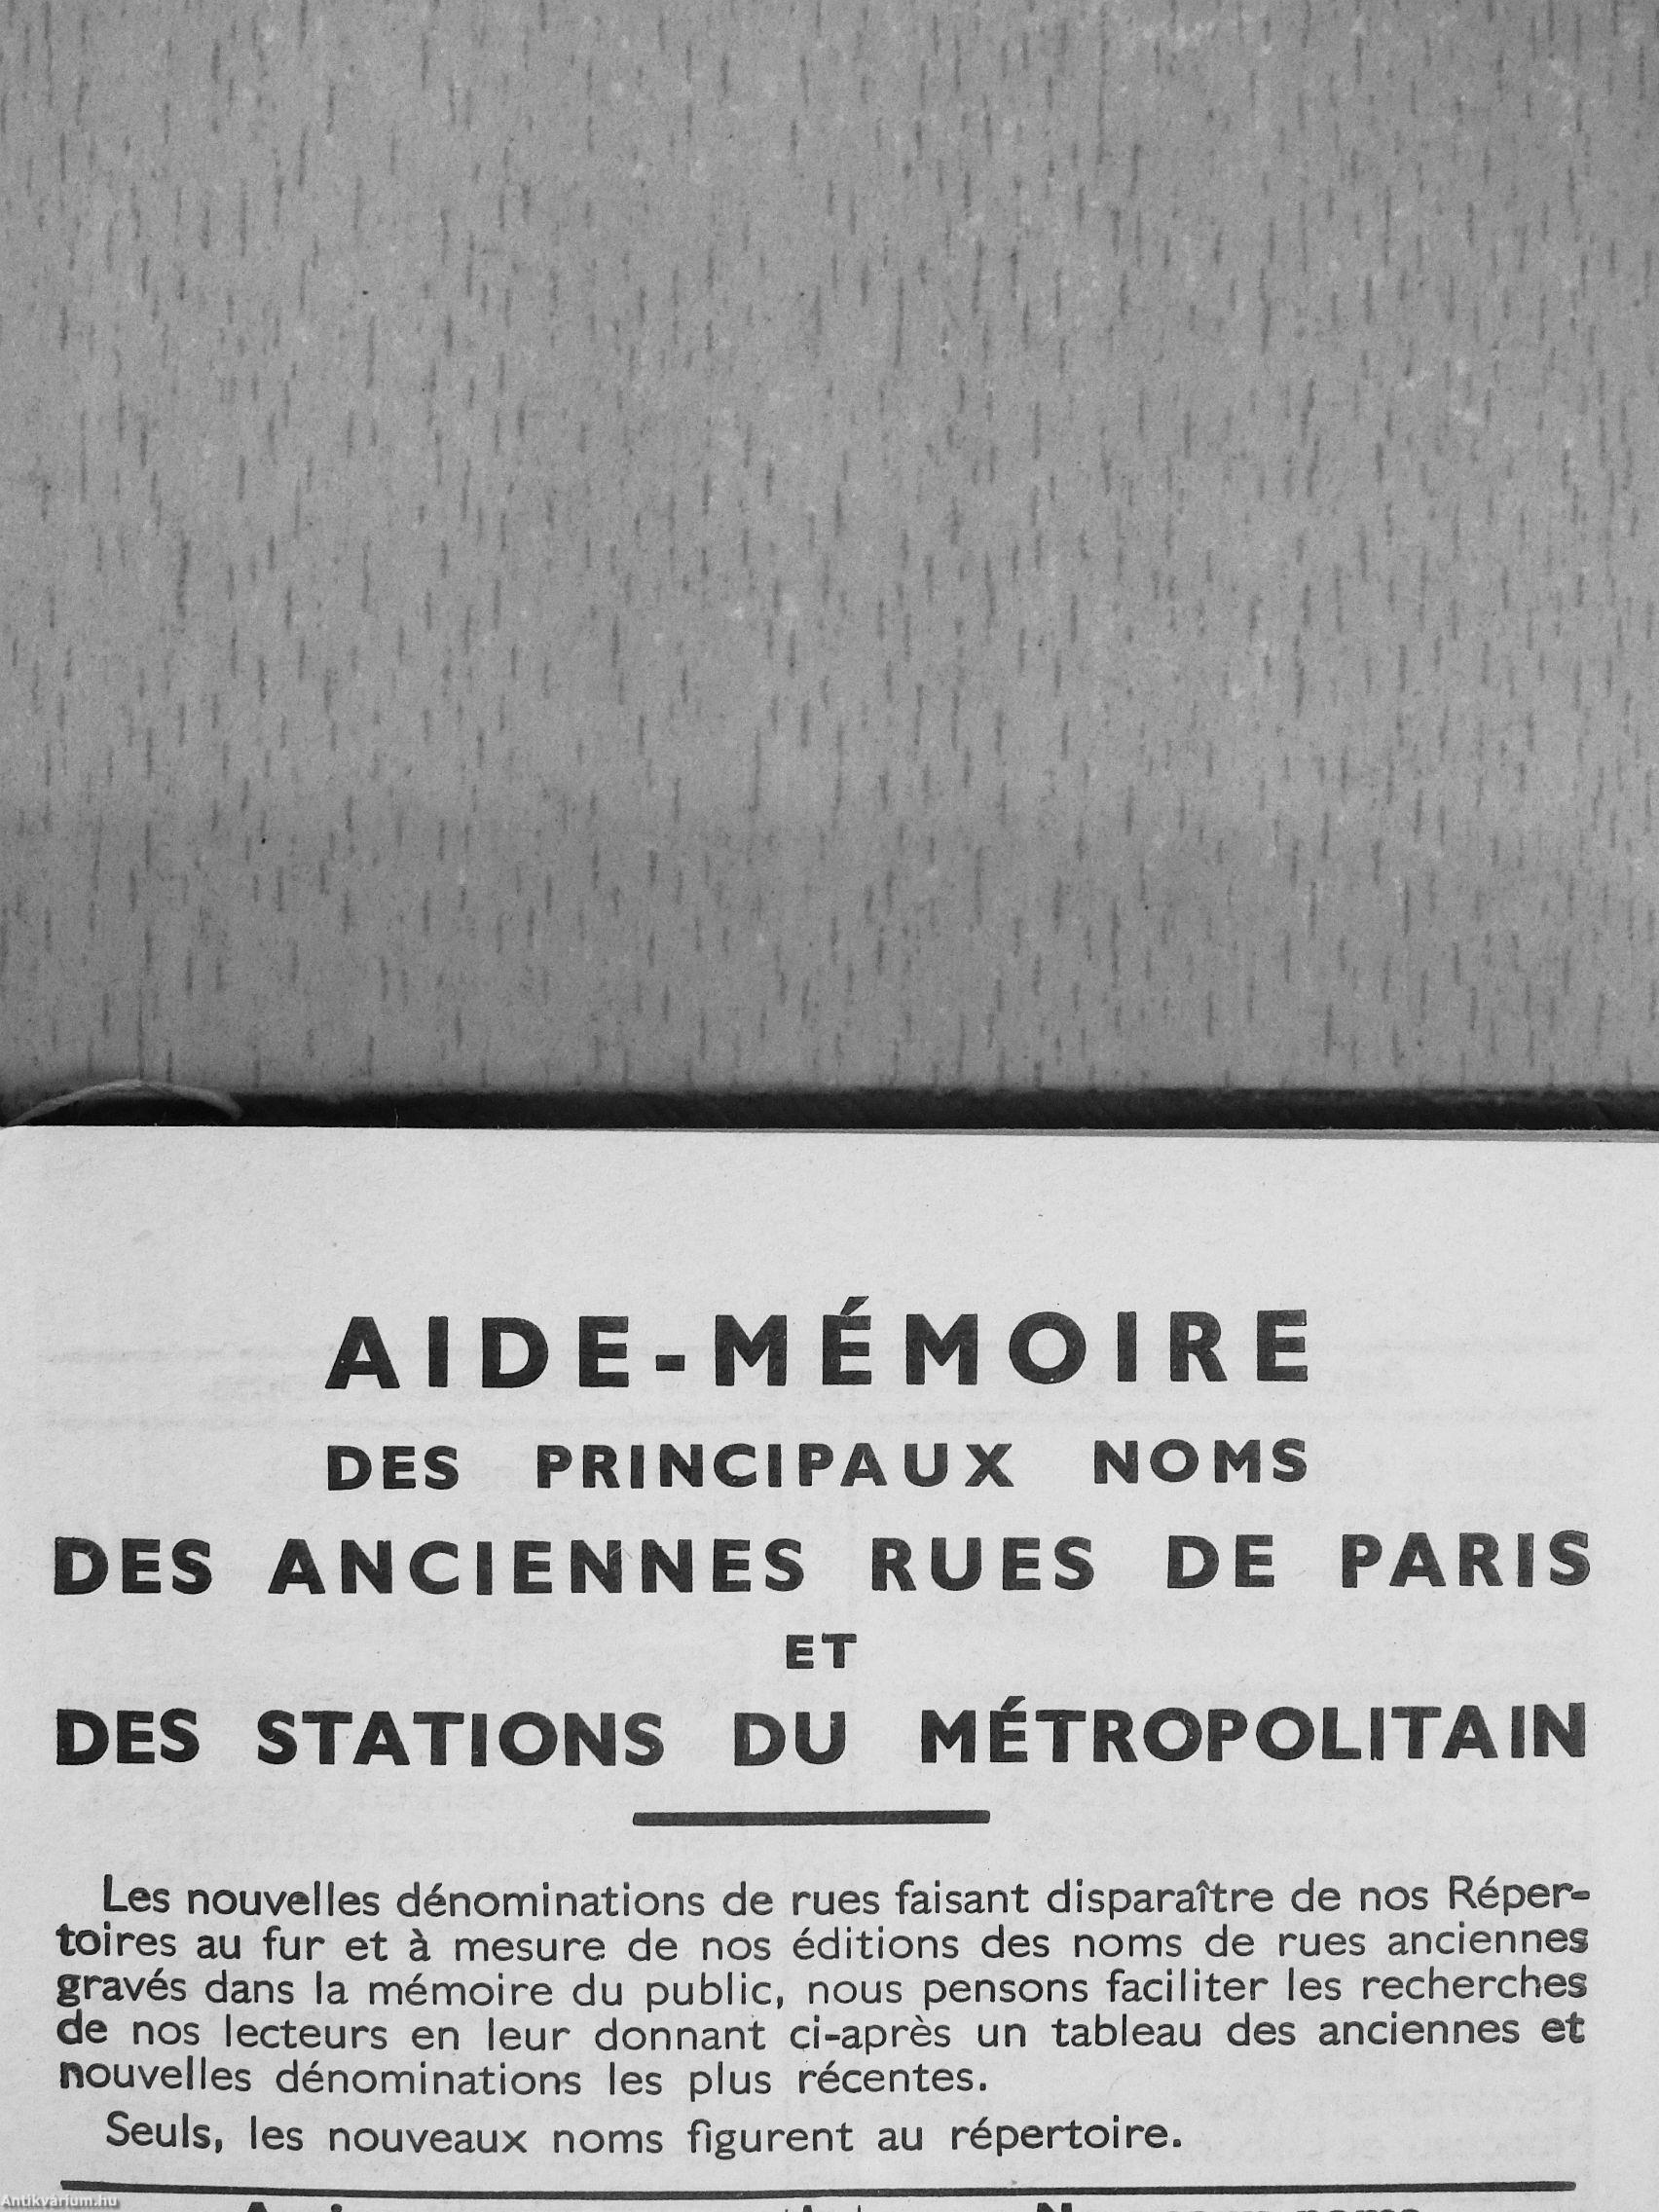 AIDE-MÉMOIRE
DES PRINCIPAUX NOMS
DES ANCIENNES RUES DE PARIS
ET
DES STATIONS DU MÉTROPOLITAIN
Les nouvelles dénominations de rues faisant disparaître de nos Réper-
toires au fur et à mesure de nos éditions des noms de rues anciennes
gravés dans la mémoire du public, nous pensons faciliter les recherches
de nos lecteurs en leur donnant ci-après un tableau des anciennes et
nouvelles dénominations les plus récentes.
Seuls, les nouveaux noms figurent au répertoire.
Antikvarium.hu